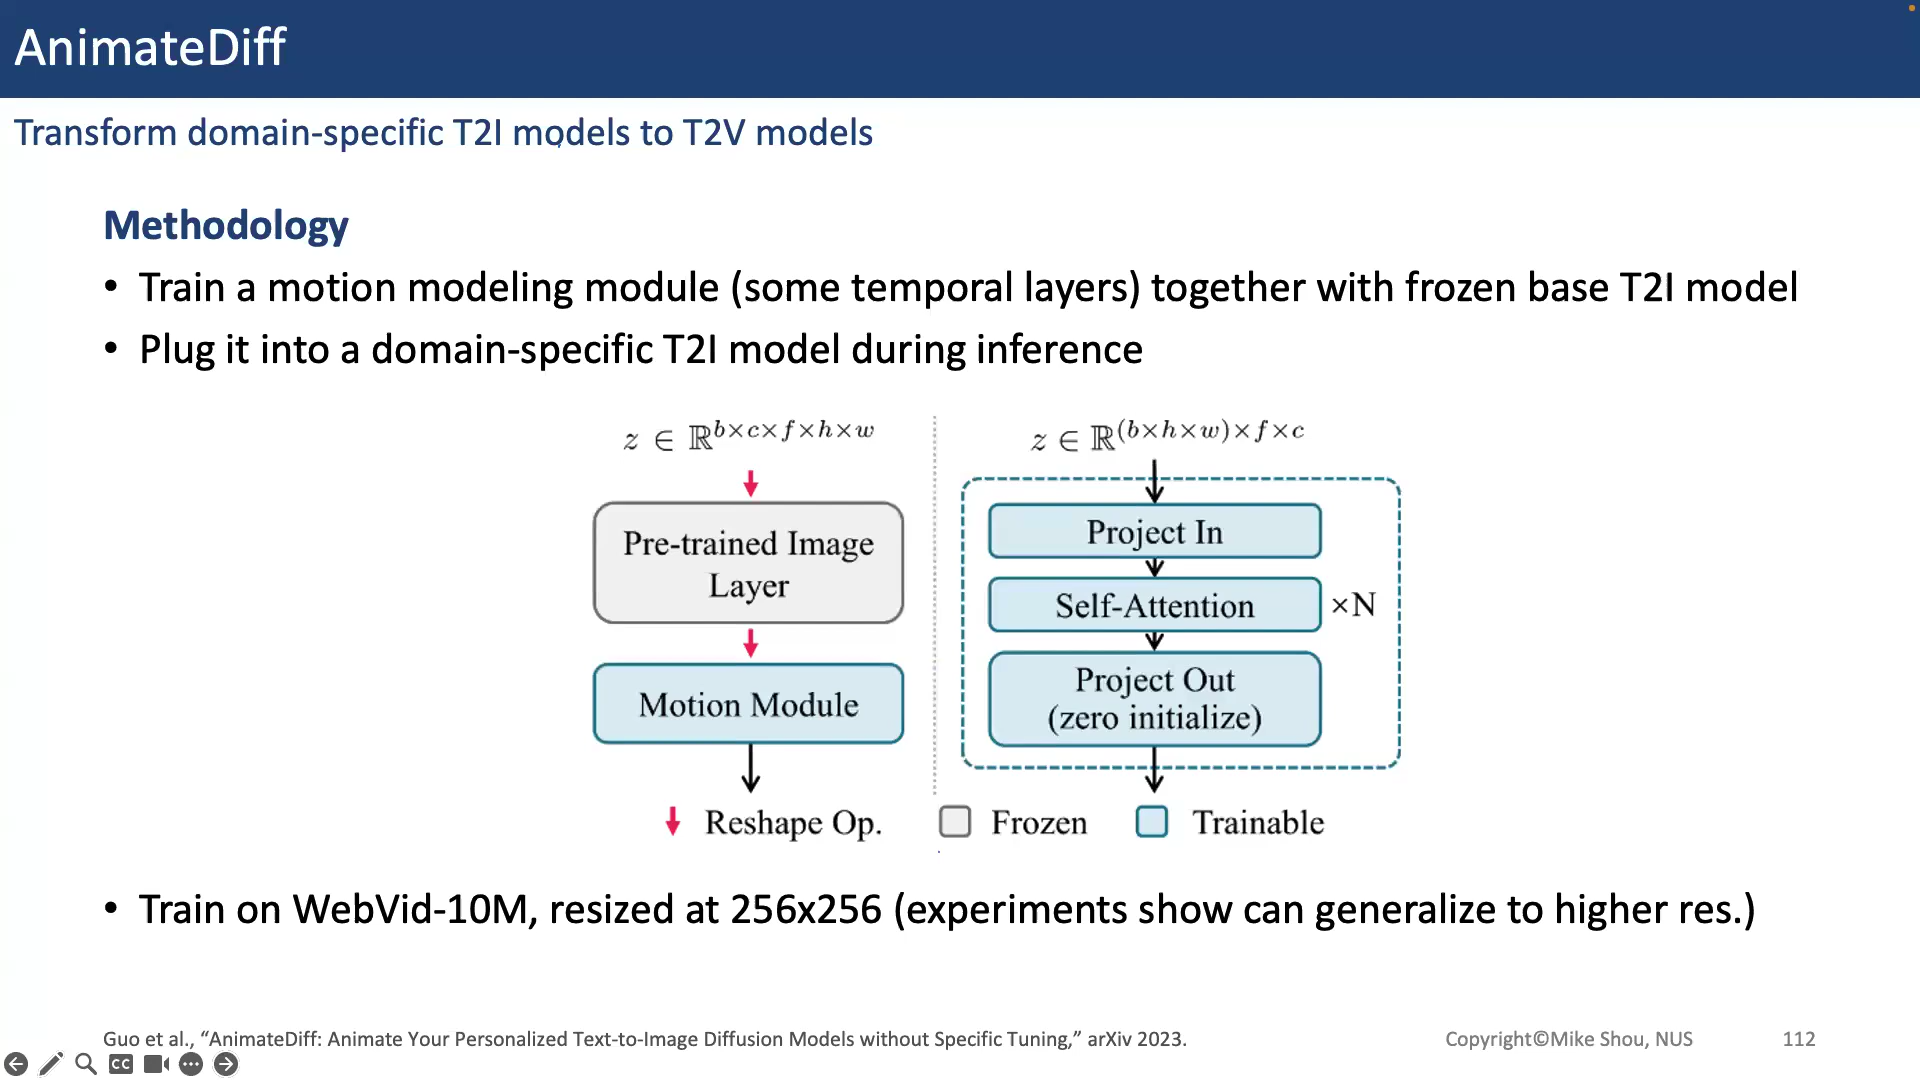 AnimateDiff
Transform domain-specific T2I models to T2V models
Methodology
• Train a motion modeling module (some temporal layers) together with frozen base T2I model
• Plug it into a domain-specific T2I model during inference
z ∈ ℝ^{b×c×f×h×w}
Pre-trained Image
Layer
Motion Module
z ∈ ℝ^{(b×h×w)×f×c}
Project In
Self-Attention ×N
Project Out
(zero initialize)
Reshape Op. Frozen Trainable
• Train on WebVid-10M, resized at 256x256 (experiments show can generalize to higher res.)
Guo et al., “AnimateDiff: Animate Your Personalized Text-to-Image Diffusion Models without Specific Tuning,” arXiv 2023.
Copyright©Mike Shou, NUS
112
CC